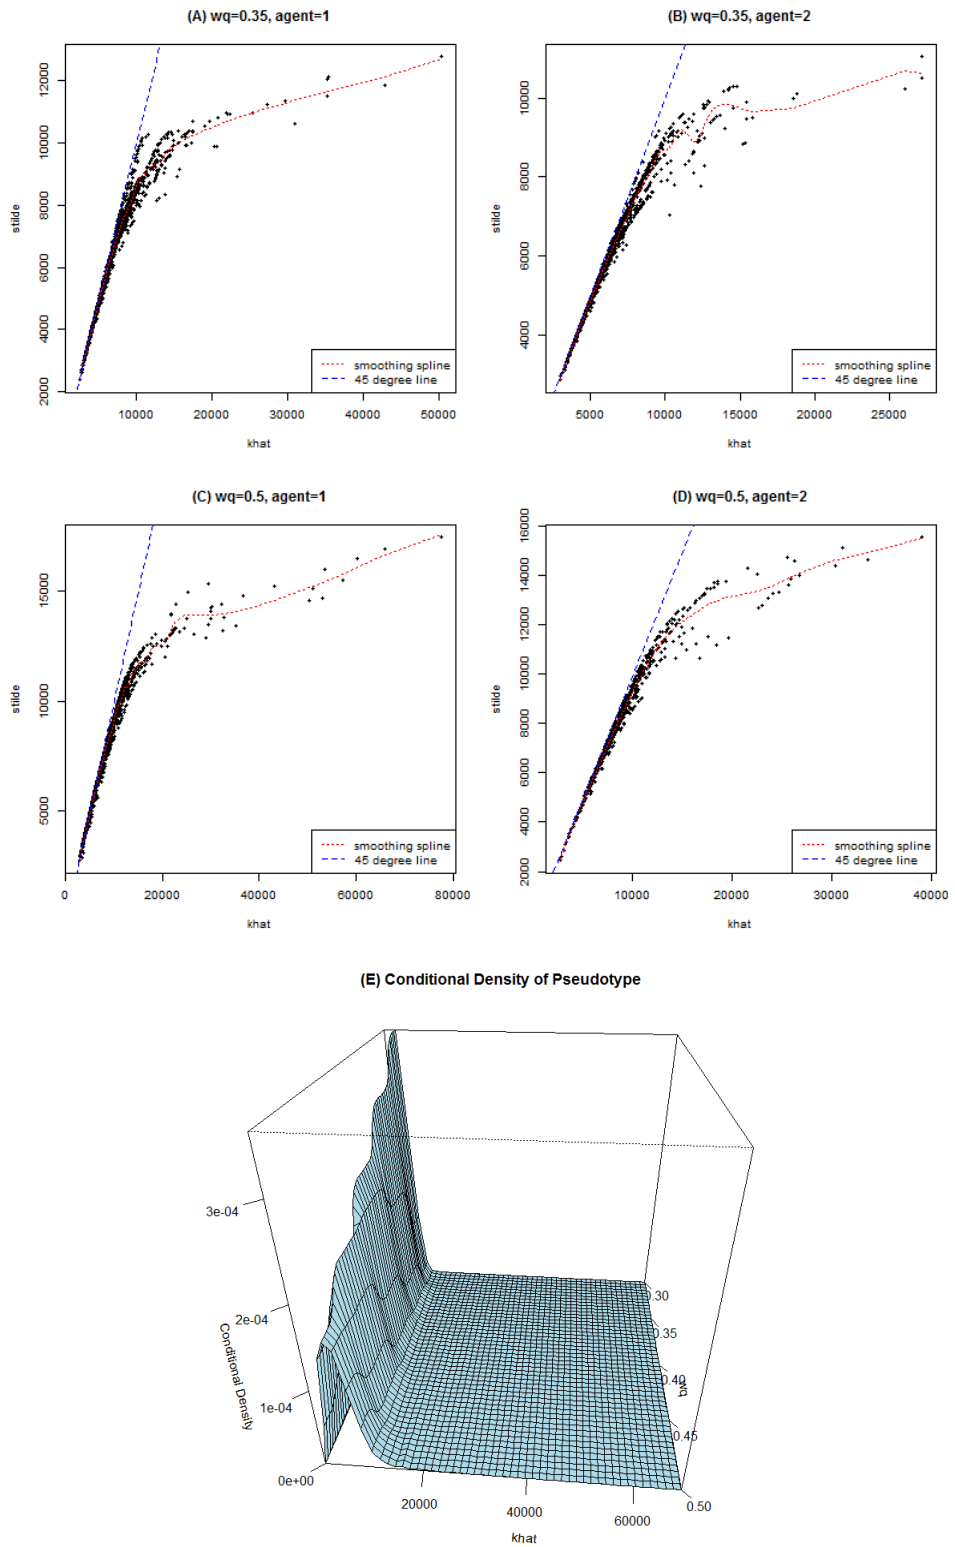 (A) wq=0.35, agent=1
stilde
2000 4000 6000 8000 10000 12000
10000 20000 30000 40000 50000
khat
smoothing spline
45 degree line
(B) wq=0.35, agent=2
stilde
4000 6000 8000 10000
5000 10000 15000 20000 25000
khat
smoothing spline
45 degree line
(C) wq=0.5, agent=1
stilde
5000 10000 15000
0 20000 40000 60000 80000
khat
smoothing spline
45 degree line
(D) wq=0.5, agent=2
stilde
2000 4000 6000 8000 10000 12000 14000 16000
10000 20000 30000 40000
khat
smoothing spline
45 degree line
(E) Conditional Density of Pseudotype
Conditional Density
0e+00 1e-04 2e-04 3e-04
20000 40000 60000
khat
0.30 0.35 0.40 0.45 0.50
wq